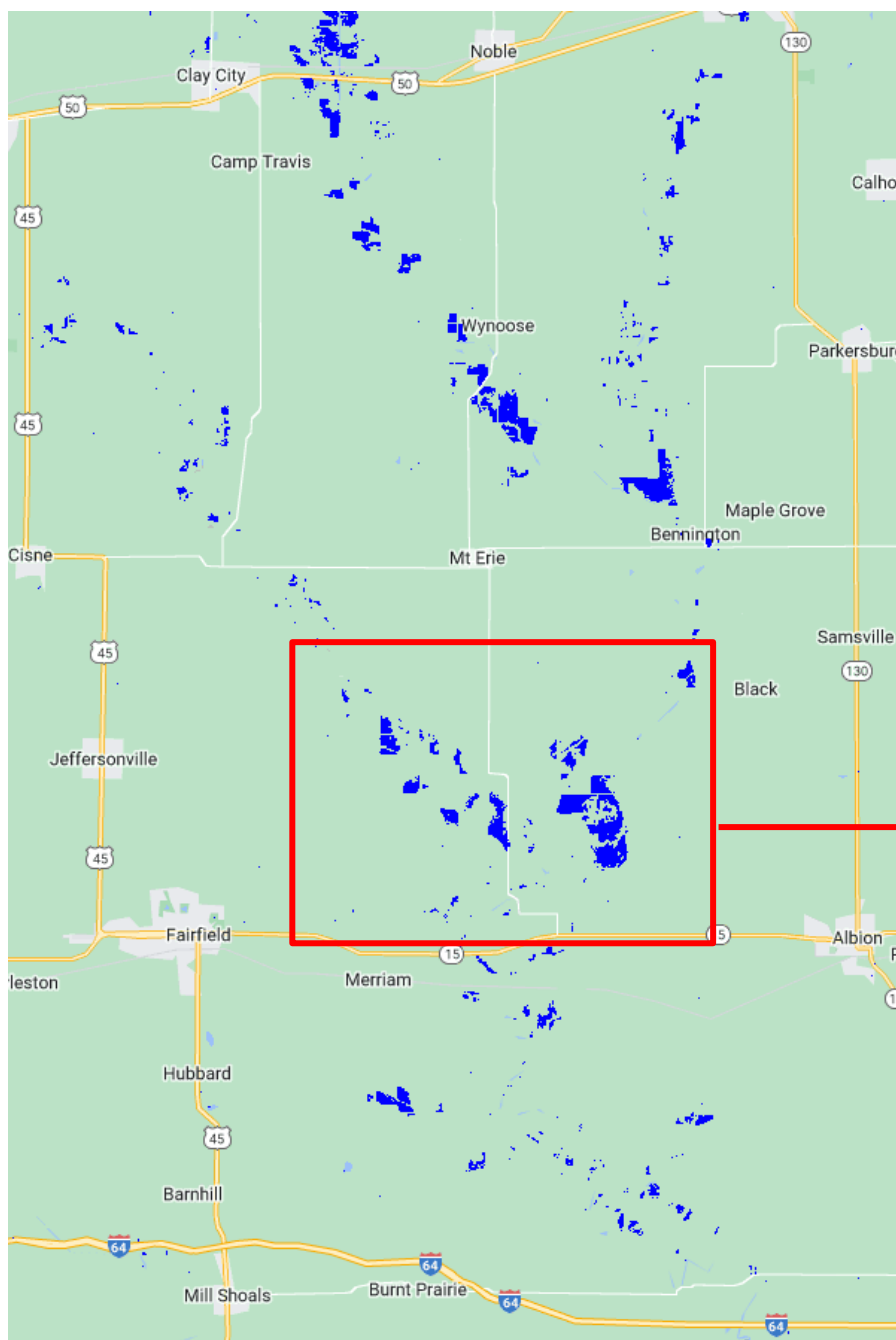 130
Noble
Clay City
50
50
Camp Travis
Calho
45
Wynoose
Parkersburg
45
Maple Grove
Bennington
Cisne
Mt Erie
Samsville
45
130
Black
Jeffersonville
45
Fairfield
15
Albion
15
leston
Merriam
Hubbard
45
Barnhill
64
64
Mill Shoals
Burnt Prairie
64
64